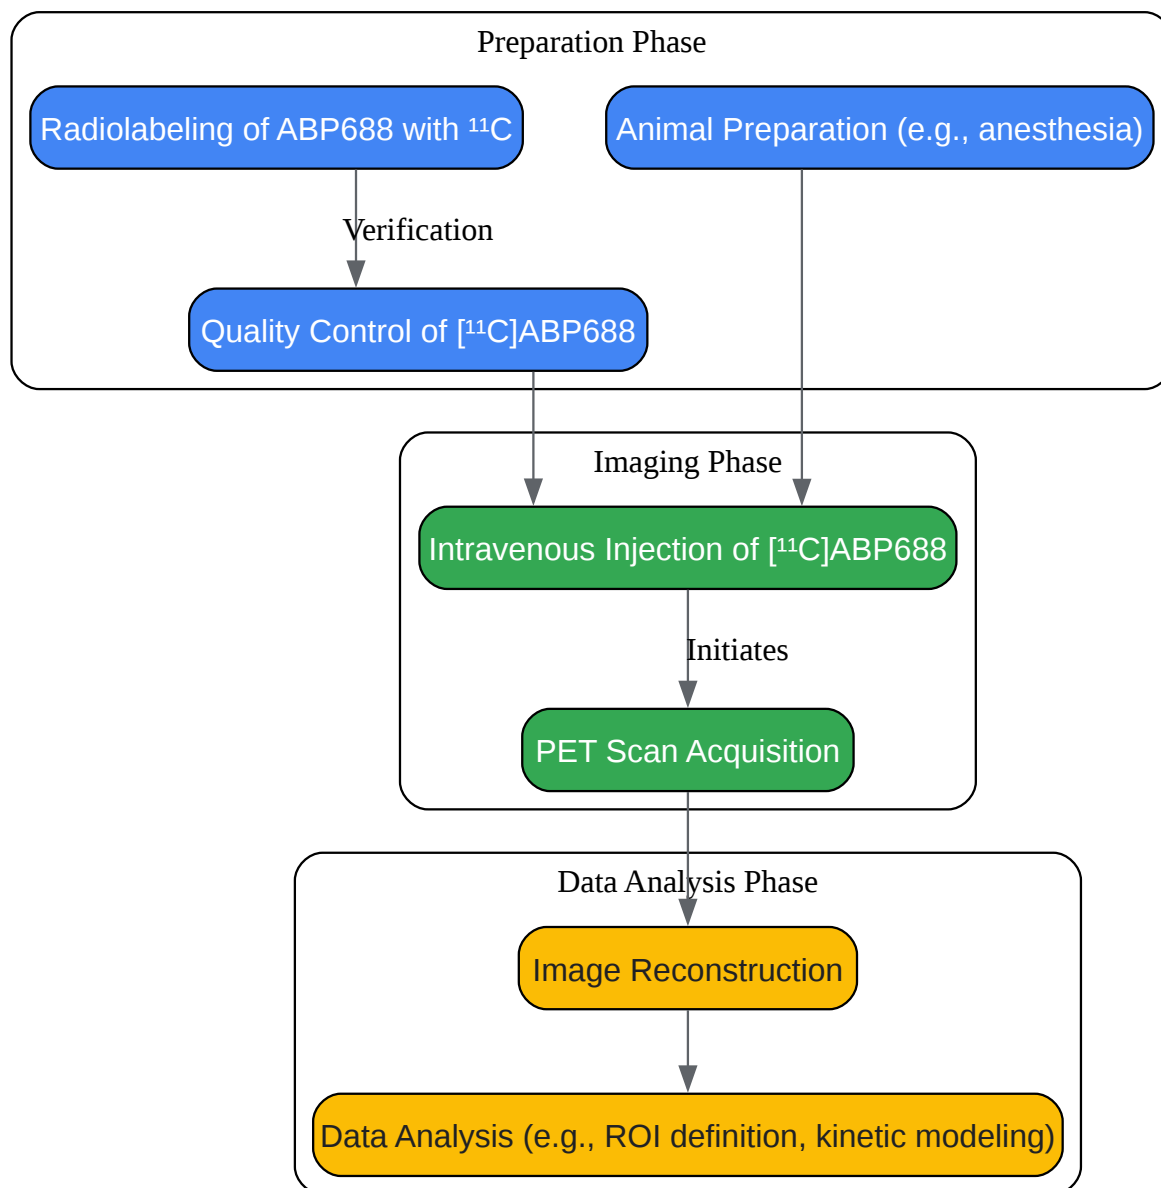 Preparation Phase
Radiolabeling of ABP688 with ¹¹C
Animal Preparation (e.g., anesthesia)
Verification
Quality Control of [¹¹C]ABP688
Imaging Phase
Intravenous Injection of [¹¹C]ABP688
Initiates
PET Scan Acquisition
Data Analysis Phase
Image Reconstruction
Data Analysis (e.g., ROI definition, kinetic modeling)